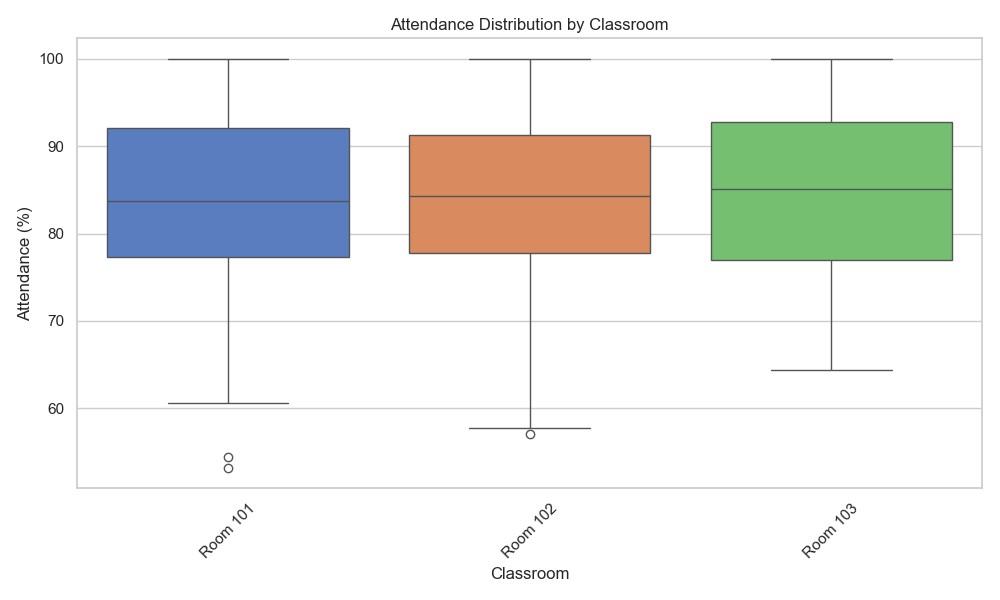 Attendance Distribution by Classroom
Attendance (%)
100
90
80
70
60
Room 101
Room 102
Room 103
Classroom